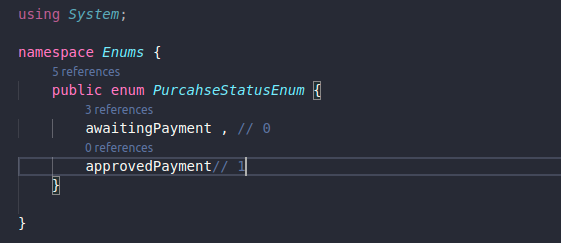 using System;
namespace Enums {
5 references
public enum PurcahseStatusEnum {
3 references
awaitingPayment , // 0
0 references
approvedPayment// 1
}
}